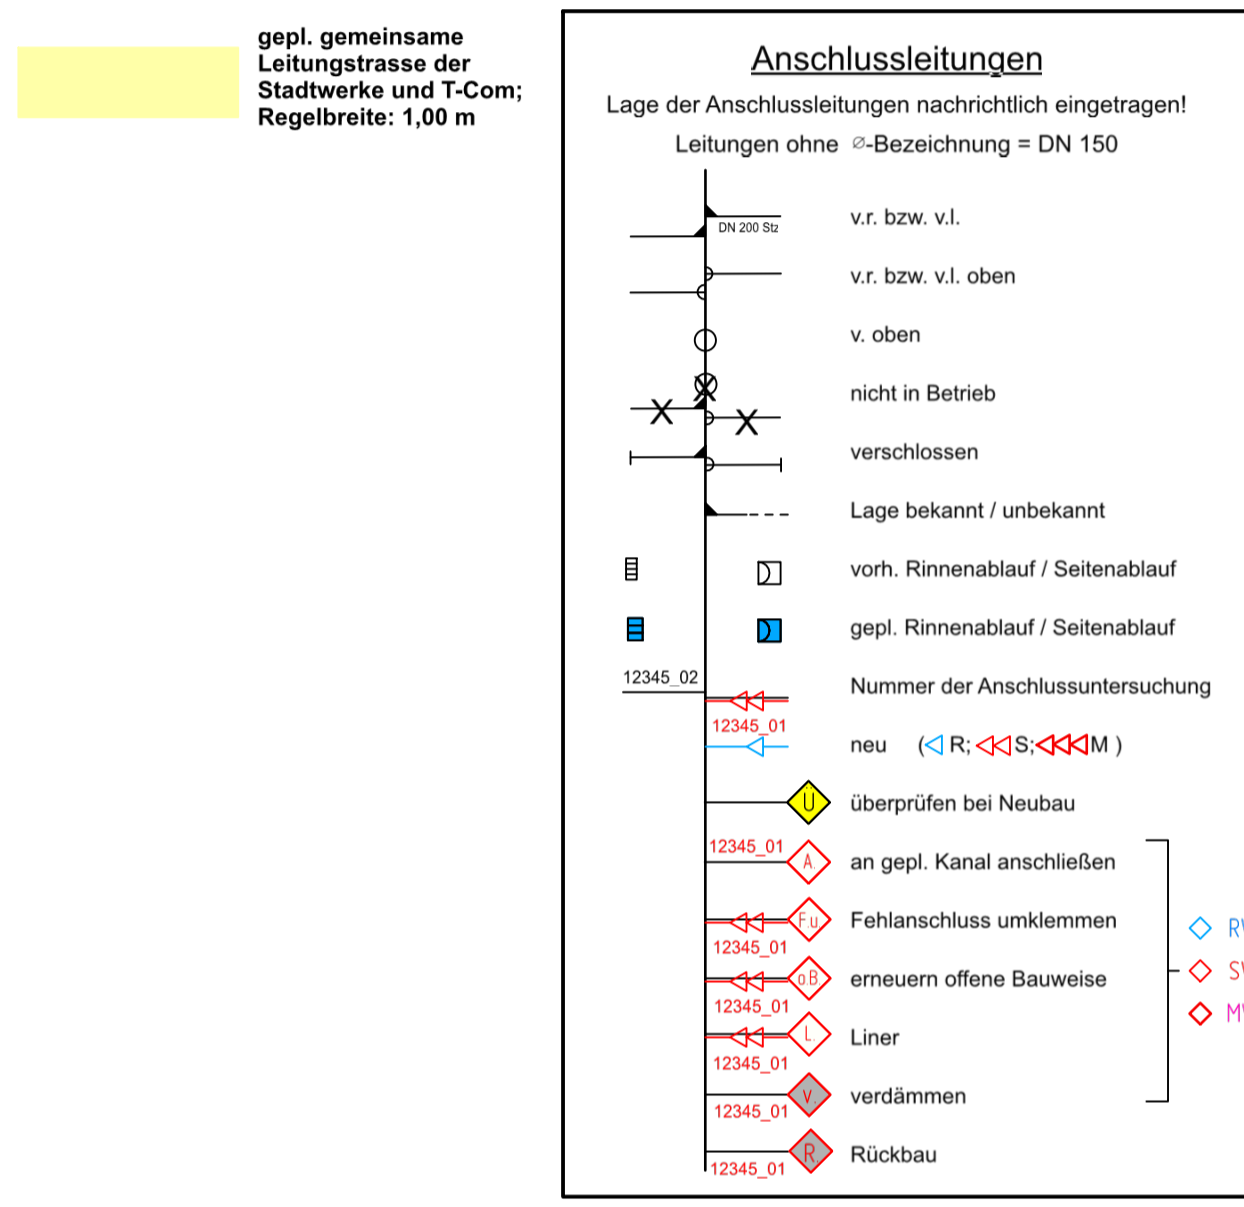 gepl. gemeinsame
Leitungstrasse der
Stadtwerke und T-Com;
Regelbreite: 1,00 m
Anschlussleitungen
Lage der Anschlussleitungen nachrichtlich eingetragen!
Leitungen ohne ∅-Bezeichnung = DN 150
v.r. bzw. v.l.
DN 200 Stz
v.r. bzw. v.l. oben
v. oben
nicht in Betrieb
verschlossen
Lage bekannt / unbekannt
vorh. Rinnenablauf / Seitenablauf
gepl. Rinnenablauf / Seitenablauf
12345_02
Nummer der Anschlussuntersuchung
12345_01
neu ( R; S; M )
Ü überprüfen bei Neubau
12345_01
A. an gepl. Kanal anschließen
F.u. Fehlanschluss umklemmen
12345_01
o.B. erneuern offene Bauweise
12345_01
L. Liner
12345_01
V. verdämmen
12345_01
R. Rückbau
12345_01